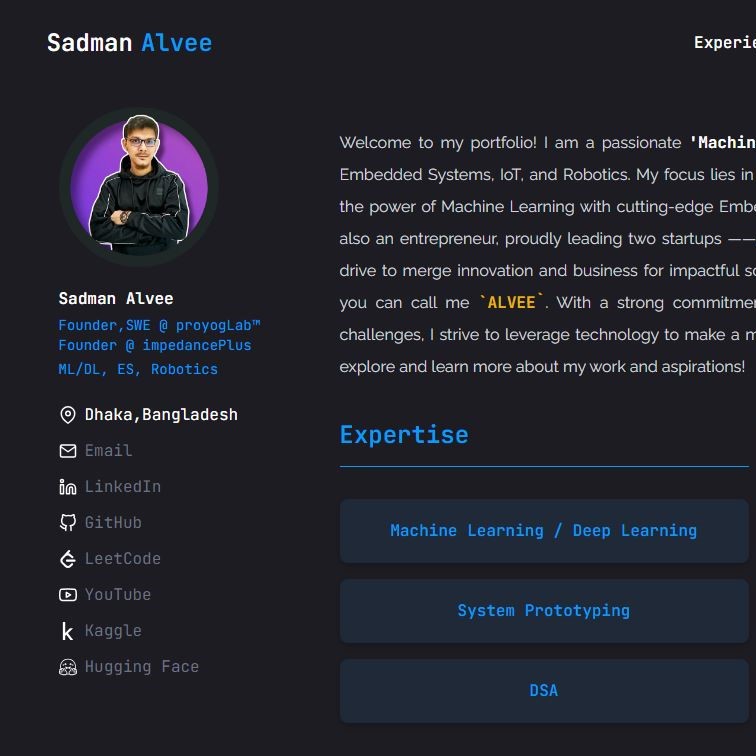 Sadman Alvee
Welcome to my portfolio! I am a passionate 'Machin
Embedded Systems, IoT, and Robotics. My focus lies in
the power of Machine Learning with cutting-edge Embe
also an entrepreneur, proudly leading two startups ——
drive to merge innovation and business for impactful
you can call me `ALVEE`. With a strong
challenges, I strive to leverage technology to make a
explore and learn more about my work and aspirations!
Sadman Alvee
Founder,SWE @ proyogLab™
Founder @ impedancePlus
ML/DL, ES, Robotics
Dhaka,Bangladesh
Email
LinkedIn
GitHub
LeetCode
YouTube
Kaggle
Hugging Face
Expertise
Machine Learning / Deep Learning
System Prototyping
DSA